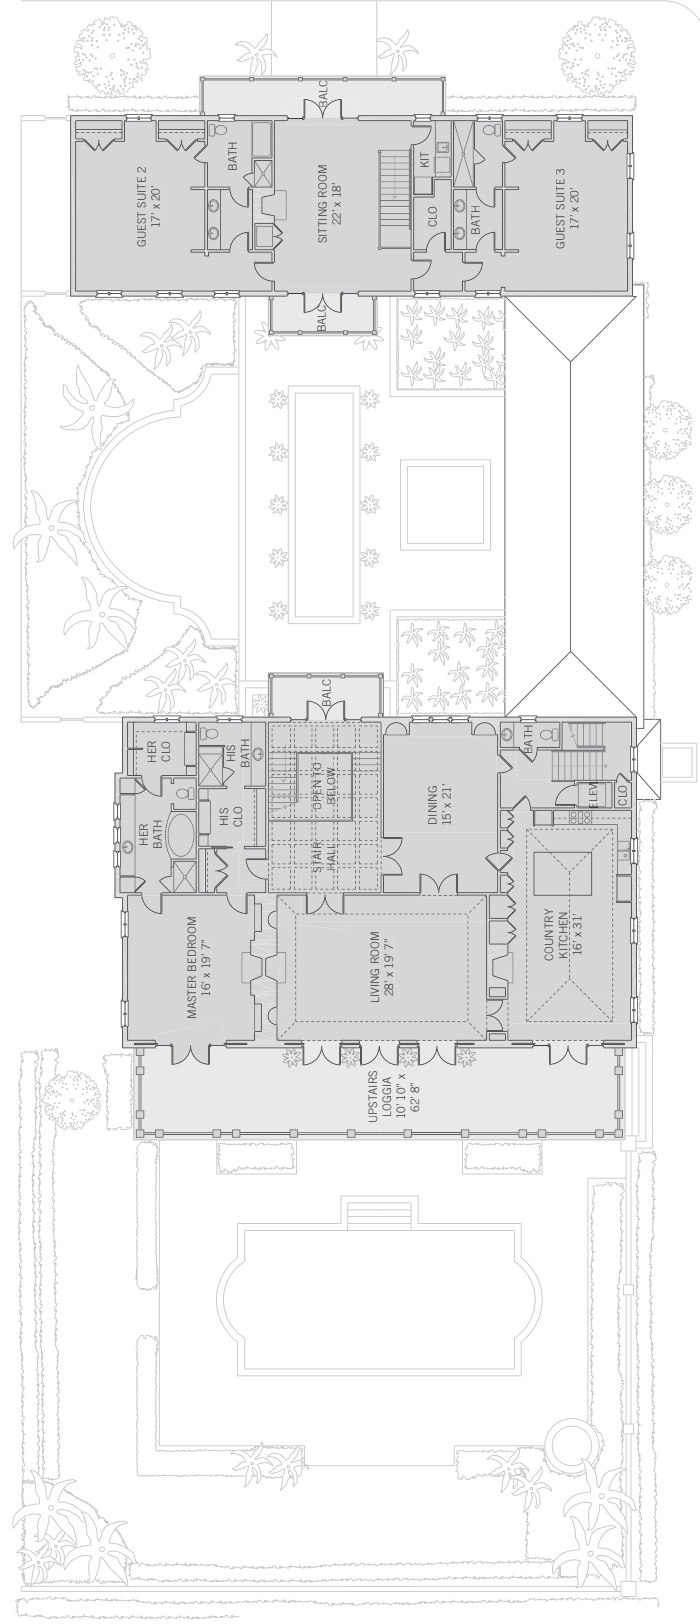 BALC
GUEST SUITE 2
17' x 20'
BATH
SITTING ROOM
22' x 18'
KIT
CLO
BATH
GUEST SUITE 3
17' x 20'
BALC
BALC
HER
CLO
HIS
BATH
HER
BATH
HIS
CLO
OPEN TO
BELOW
STAIR
HALL
DINING
15' x 21'
BATH
ELEV
CLO
MASTER BEDROOM
16' x 19' 7"
LIVING ROOM
28' x 19' 7"
COUNTRY
KITCHEN
16' x 31'
UPSTAIRS
LOGGIA
10' 10" x
62' 8"